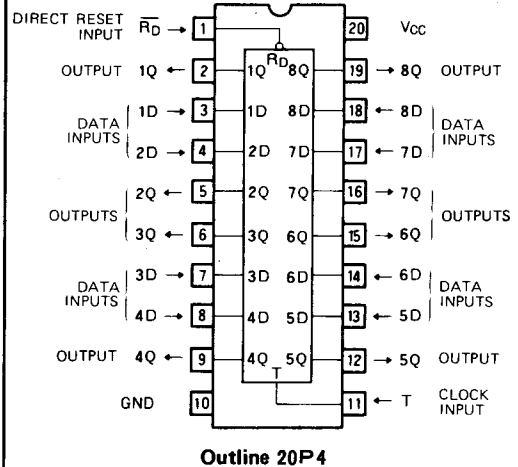 DIRECT RESET
INPUT
RD 1 20 VCC
RD
OUTPUT 1Q 2 1Q 8Q 19 8Q OUTPUT
1D 3 1D 8D 18 8D
DATA
INPUTS
DATA
INPUTS
2D 4 2D 7D 17 7D
2Q 5 2Q 7Q 16 7Q
OUTPUTS
OUTPUTS
3Q 6 3Q 6Q 15 6Q
3D 7 3D 6D 14 6D
DATA
INPUTS
DATA
INPUTS
4D 8 4D 5D 13 5D
OUTPUT 4Q 9 4Q 5Q 12 5Q OUTPUT
T
GND 10 11 T CLOCK
INPUT
Outline 20P4